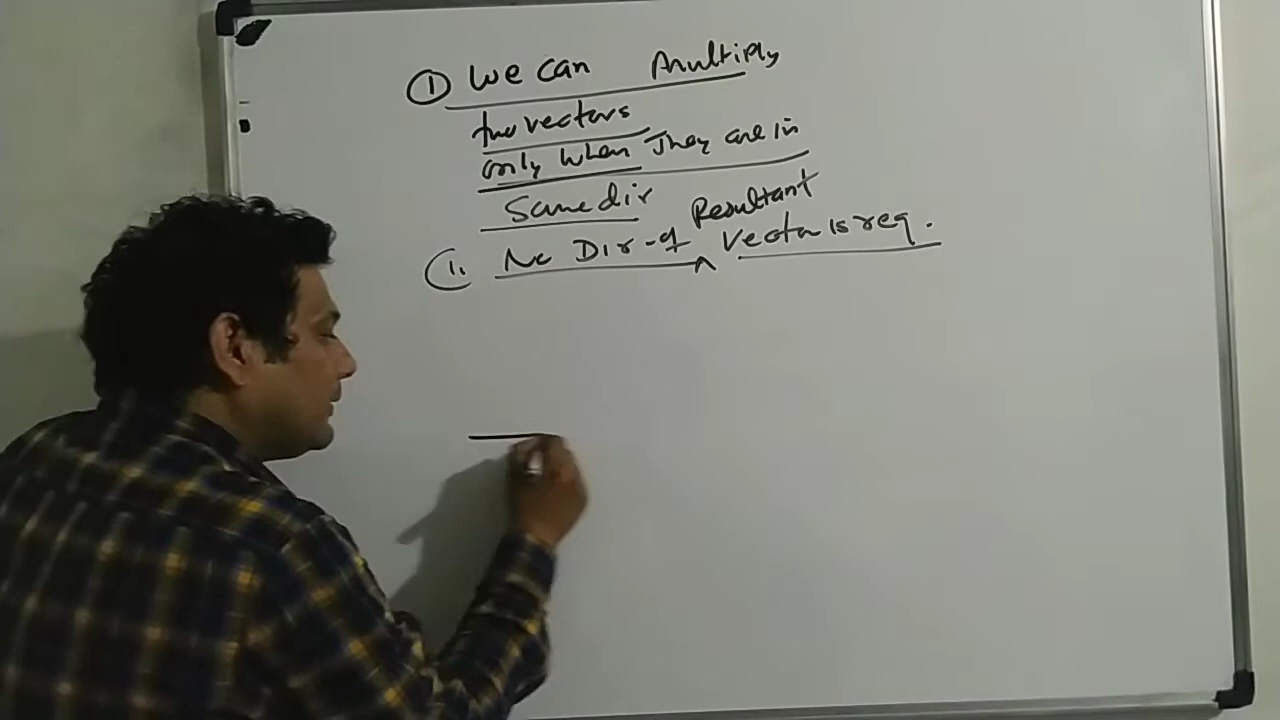 ① We can multiply
two vectors
only when They are in
Same dir
(1. No Dir. of ^ Resultant Vector is req.